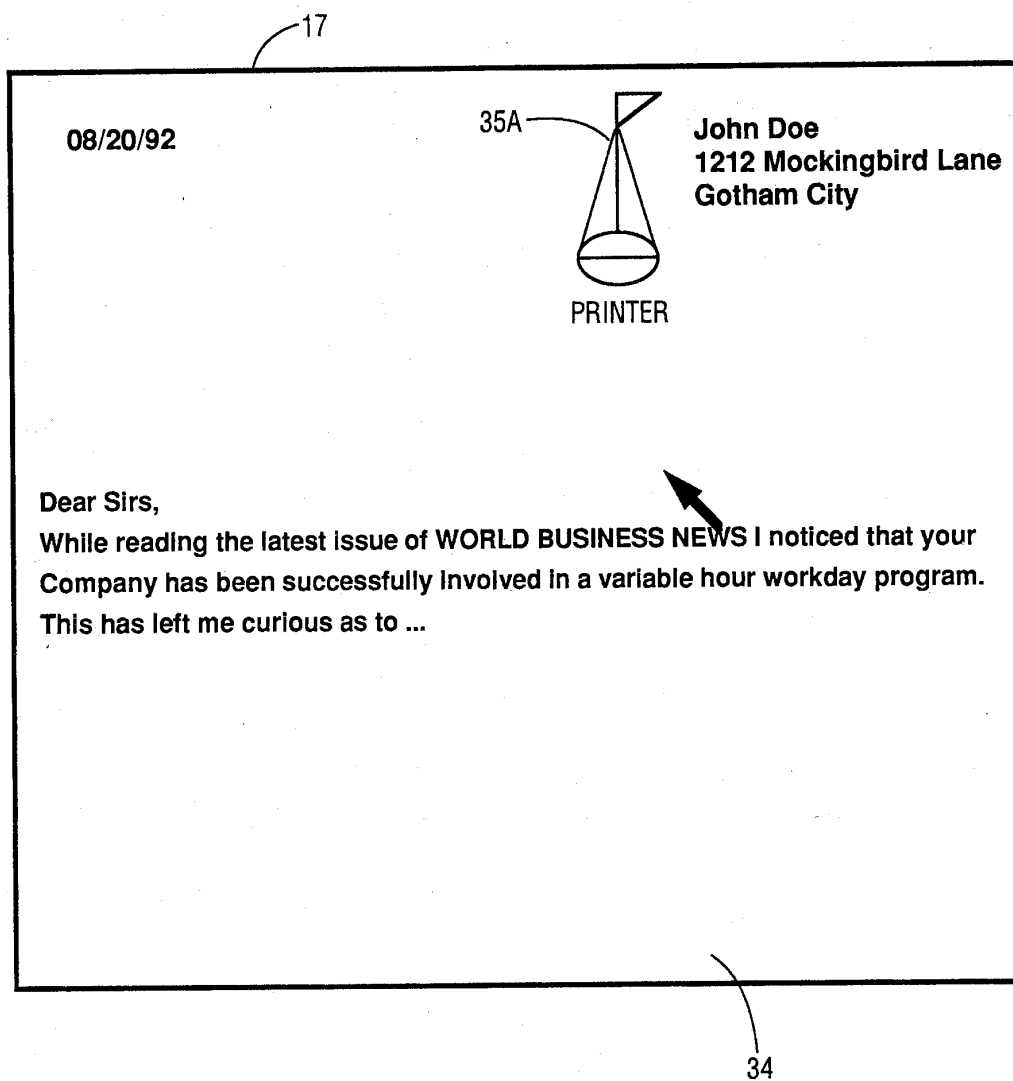 17
08/20/92
35A
John Doe
1212 Mockingbird Lane
Gotham City
PRINTER
Dear Sirs,
While reading the latest issue of WORLD BUSINESS NEWS I noticed that your
Company has been successfully involved in a variable hour workday program.
This has left me curious as to ...
34